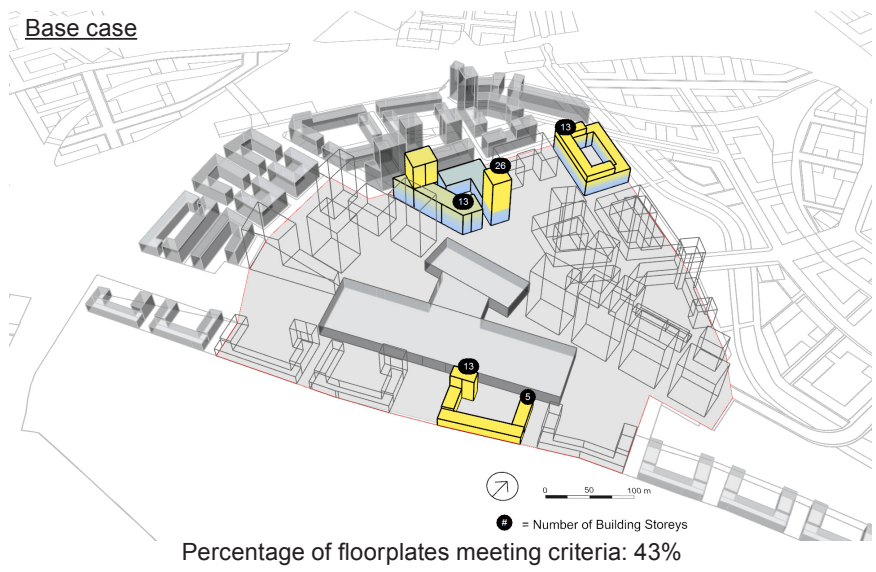 Base case
13
26
13
13
5
0 50 100 m
# = Number of Building Storeys
Percentage of floorplates meeting criteria: 43%